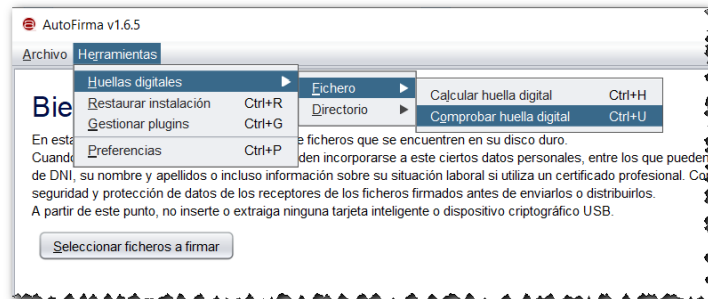 AutoFirma v1.6.5
Archivo Herramientas
Huellas digitales
Restaurar instalación Ctrl+R
Gestionar plugins Ctrl+G
Preferencias Ctrl+P
Fichero
Directorio
Calcular huella digital Ctrl+H
Comprobar huella digital Ctrl+U
Bie
En esta e ficheros que se encuentren en su disco duro.
Cuando den incorporarse a este ciertos datos personales, entre los que pueden
de DNI, su nombre y apellidos o incluso información sobre su situación laboral si utiliza un certificado profesional. Co
seguridad y protección de datos de los receptores de los ficheros firmados antes de enviarlos o distribuirlos.
A partir de este punto, no inserte o extraiga ninguna tarjeta inteligente o dispositivo criptográfico USB.
Seleccionar ficheros a firmar